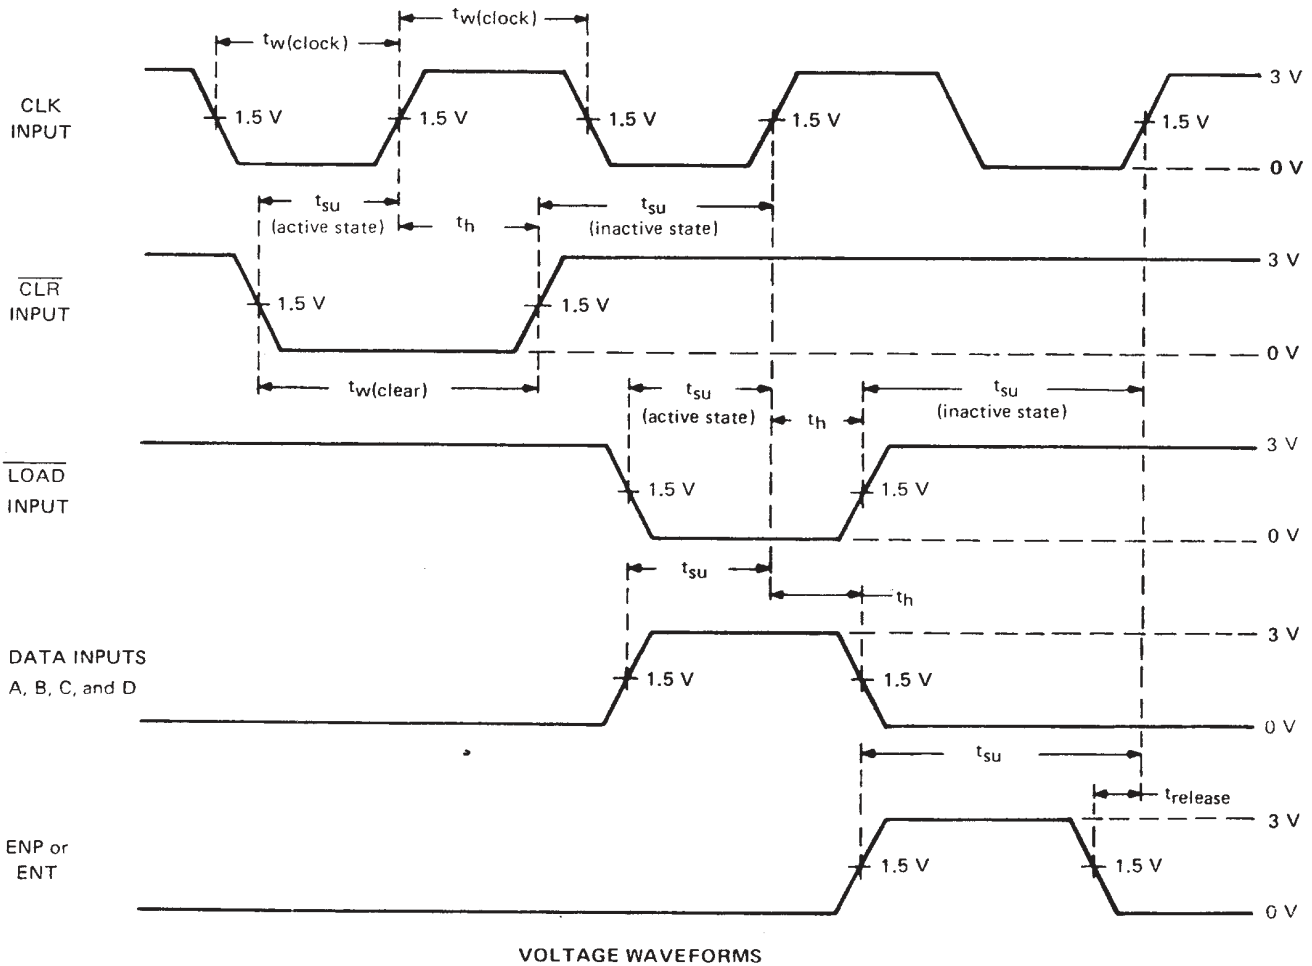 tw(clock)
tw(clock)
CLK
INPUT
1.5 V
1.5 V
1.5 V
1.5 V
1.5 V
3 V
0 V
tsu
(active state)
th
tsu
(inactive state)
CLR
INPUT
1.5 V
1.5 V
3 V
0 V
tw(clear)
tsu
(active state)
th
tsu
(inactive state)
LOAD
INPUT
1.5 V
1.5 V
3 V
0 V
tsu
th
DATA INPUTS
A, B, C, and D
1.5 V
1.5 V
3 V
0 V
tsu
trelease
ENP or
ENT
1.5 V
1.5 V
3 V
0 V
VOLTAGE WAVEFORMS